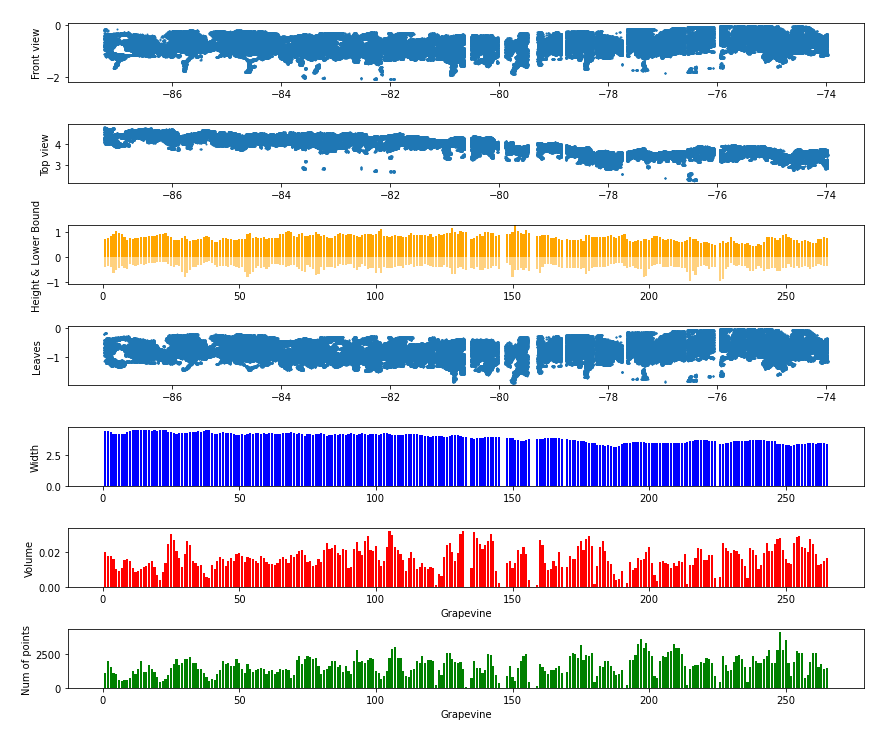 Front view
0
−2
−86 −84 −82 −80 −78 −76 −74
Top view
4
3
−86 −84 −82 −80 −78 −76 −74
Height & Lower Bound
1
0
−1
0 50 100 150 200 250
Leaves
0
−1
−86 −84 −82 −80 −78 −76 −74
Width
2.5
0.0
0 50 100 150 200 250
Volume
0.02
0.00
0 50 100 150 200 250
Grapevine
Num of points
2500
0
0 50 100 150 200 250
Grapevine